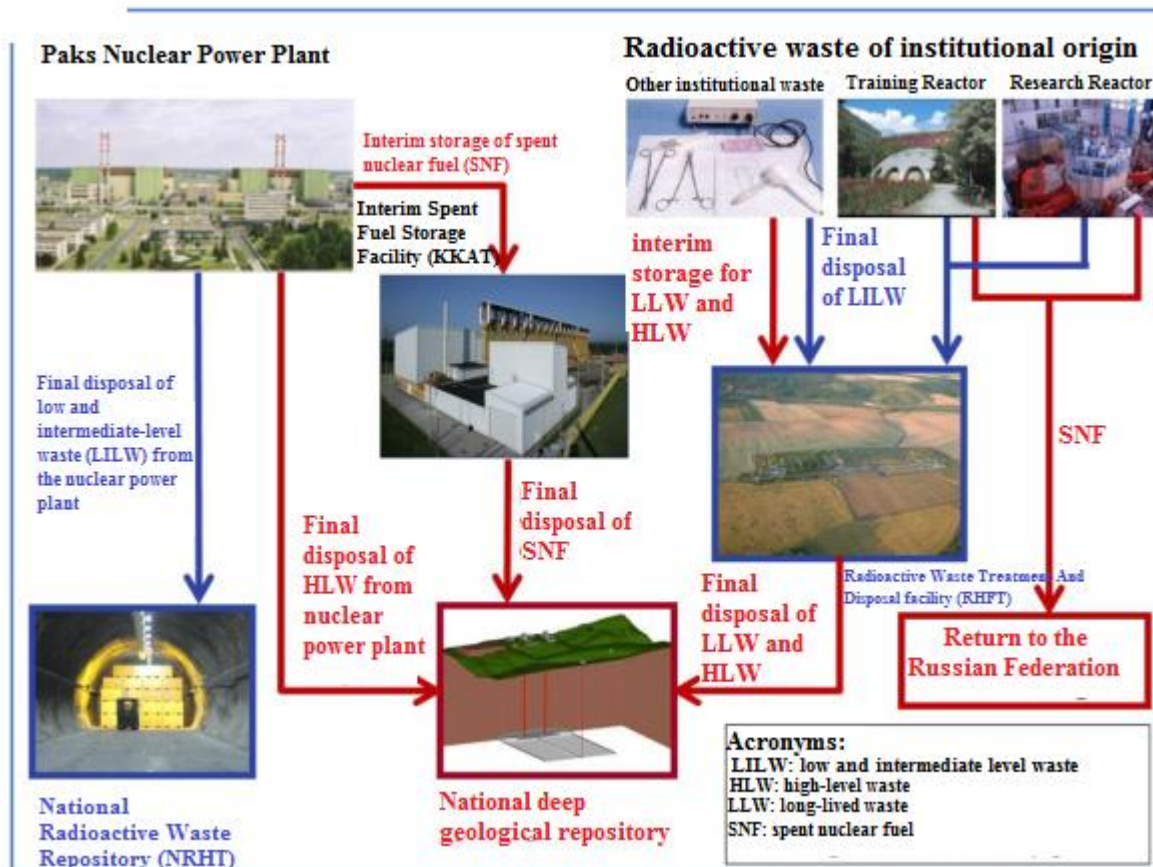 Paks Nuclear Power Plant
Radioactive waste of institutional origin
Other institutional waste
Training Reactor
Research Reactor
Interim storage of spent
nuclear fuel (SNF)
Interim Spent
Fuel Storage
Facility (KKAT)
interim
storage for
LLW and
HLW
Final
disposal
of LILW
Final disposal of
low and
intermediate-level
waste (LILW) from
the nuclear power
plant
Final
disposal of
HLW from
nuclear
power plant
Final
disposal of
SNF
SNF
Radioactive Waste Treatment And
Disposal facility (RHFT)
Final
disposal of
LLW and
HLW
Return to the
Russian Federation
National
Radioactive Waste
Repository (NRHT)
National deep
geological repository
Acronyms:
LILW: low and intermediate level waste
HLW: high-level waste
LLW: long-lived waste
SNF: spent nuclear fuel